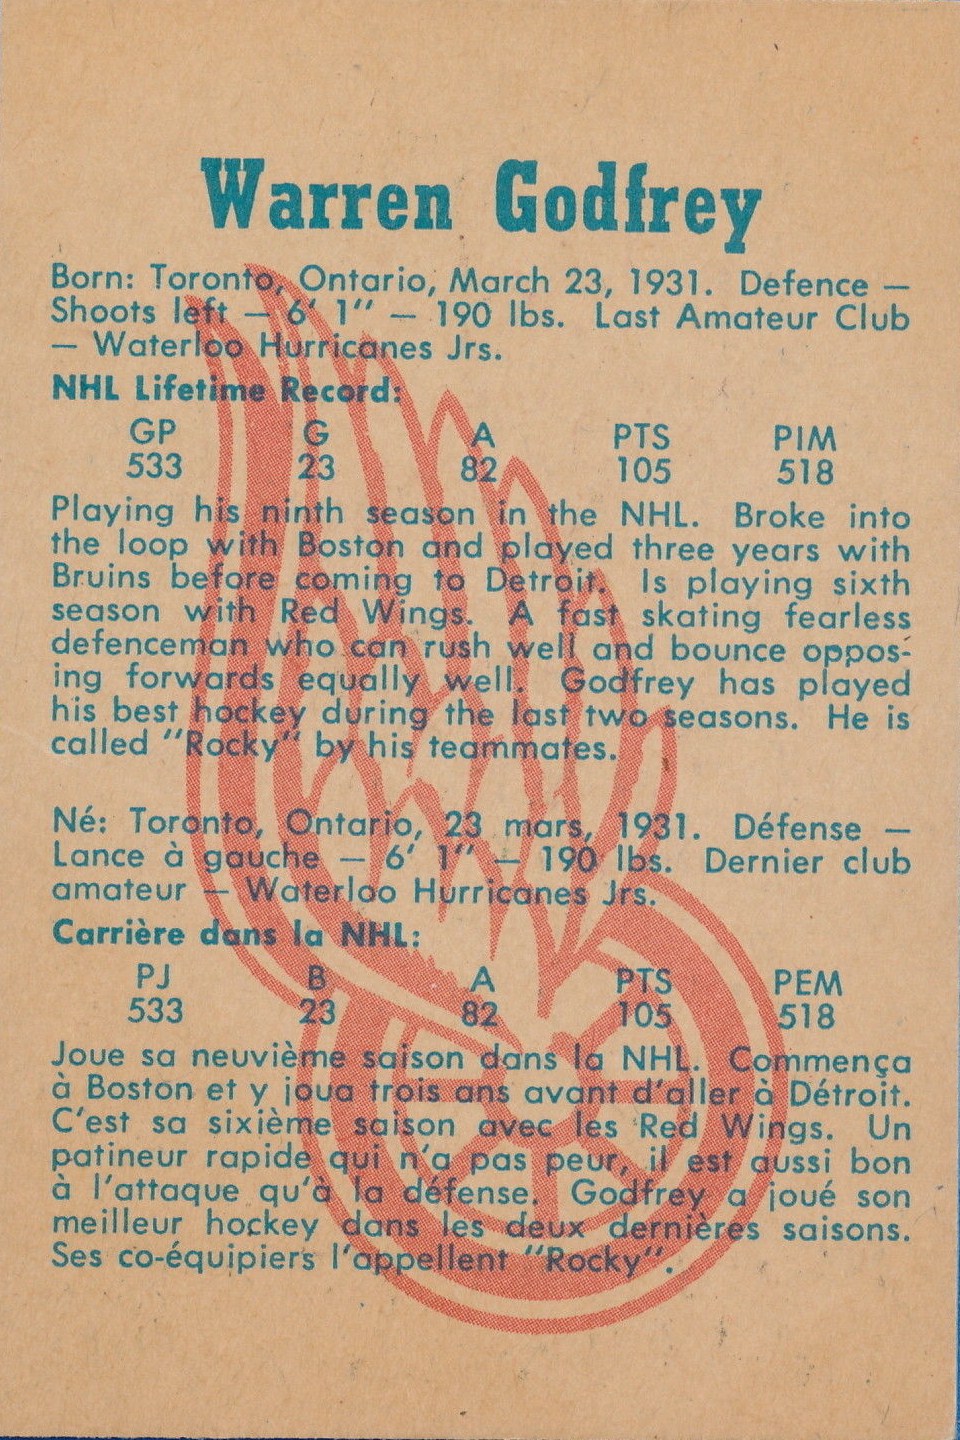 Warren Godfrey
Born: Toronto, Ontario, March 23, 1931. Defence —
Shoots left — 6' 1" — 190 lbs. Last Amateur Club
— Waterloo Hurricanes Jrs.
NHL Lifetime Record:
GP G A PTS PIM
533 23 82 105 518
Playing his ninth season in the NHL. Broke into
the loop with Boston and played three years with
Bruins before coming to Detroit. Is playing sixth
season with Red Wings. A fast skating fearless
defenceman who can rush well and bounce oppos-
ing forwards equally well. Godfrey has played
his best hockey during the last two seasons. He is
called "Rocky" by his teammates.
Né: Toronto, Ontario, 23 mars, 1931. Défense —
Lance à gauche — 6' 1" — 190 lbs. Dernier club
amateur — Waterloo Hurricanes Jrs.
Carrière dans la NHL:
PJ B A PTS PEM
533 23 82 105 518
Joue sa neuvième saison dans la NHL. Commença
à Boston et y joua trois ans avant d'aller à Détroit.
C'est sa sixième saison avec les Red Wings. Un
patineur rapide qui n'a pas peur, il est aussi bon
à l'attaque qu'à la défense. Godfrey a joué son
meilleur hockey dans les deux dernières saisons.
Ses co-équipiers l'appellent "Rocky".